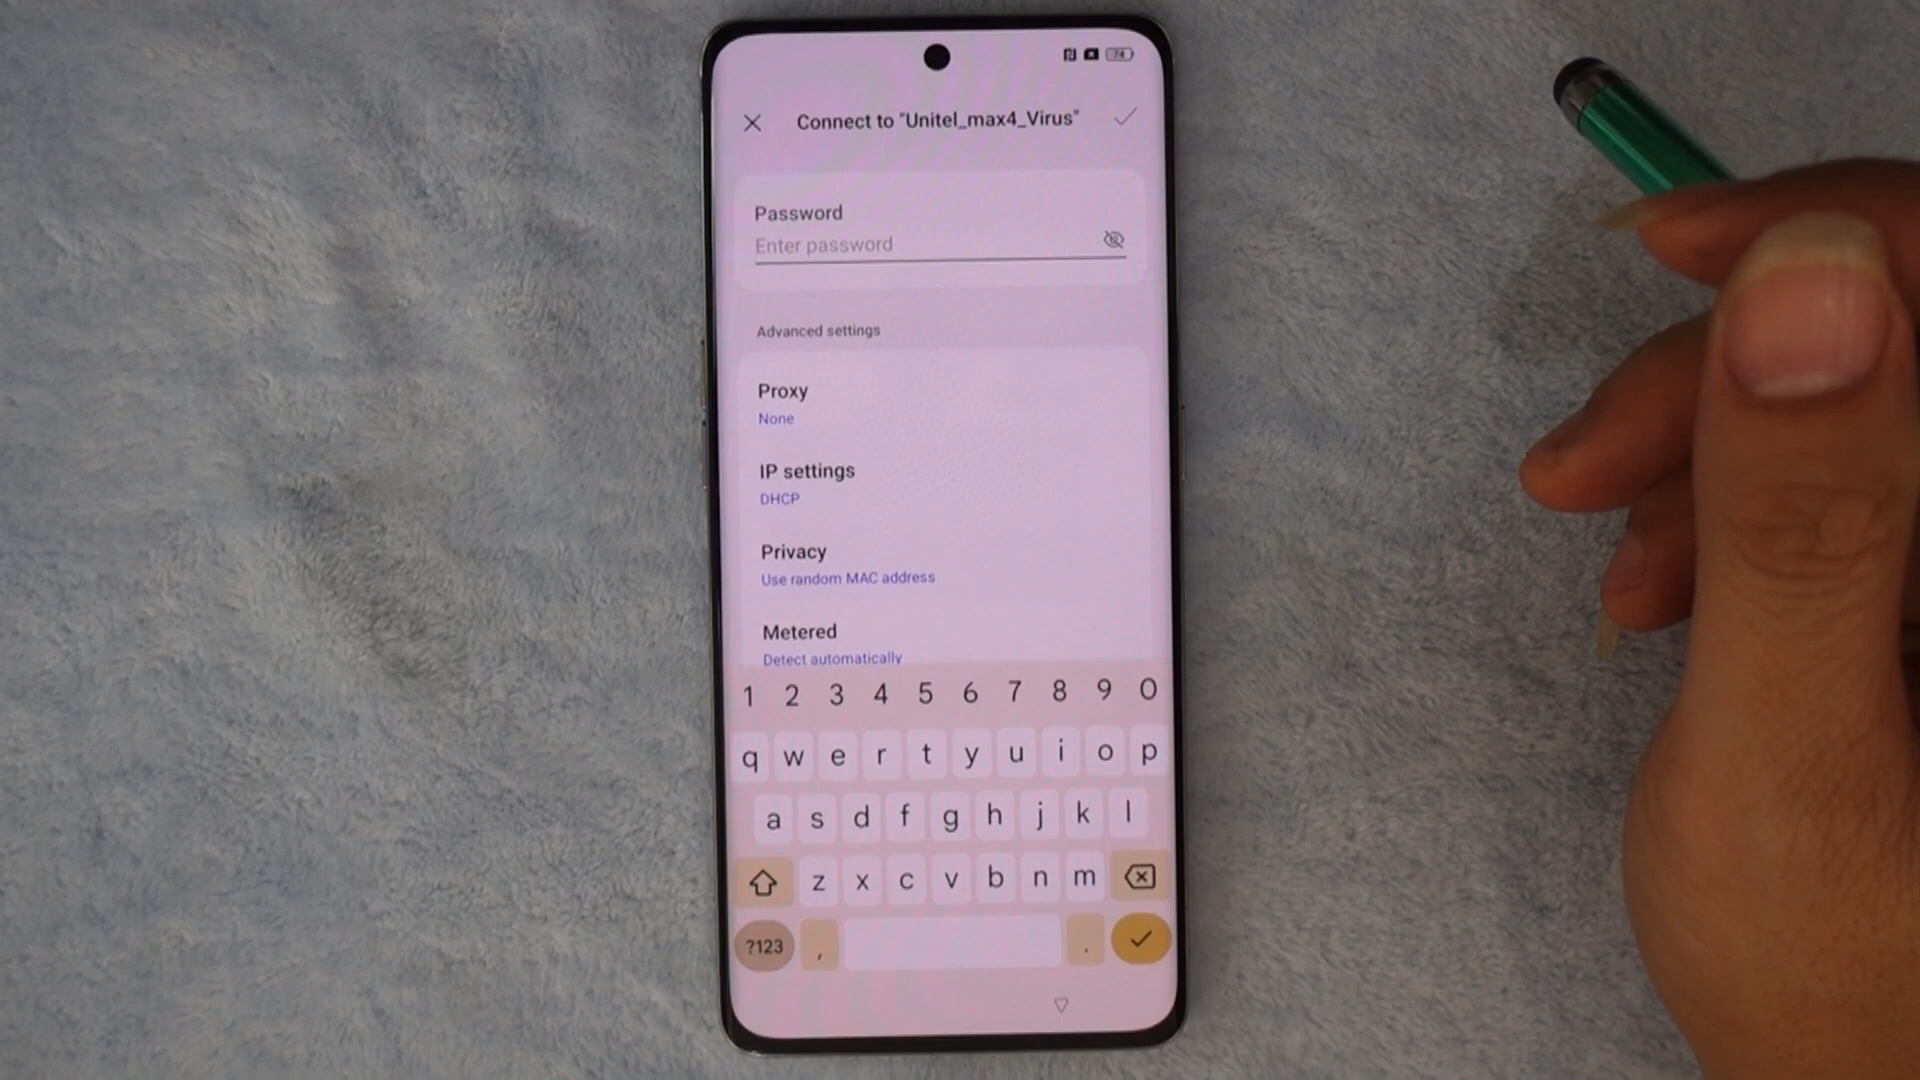 74
Connect to "Unitel_max4_Virus"
Password
Enter password
Advanced settings
Proxy
None
IP settings
DHCP
Privacy
Use random MAC address
Metered
Detect automatically
1 2 3 4 5 6 7 8 9 0
q w e r t y u i o p
a s d f g h j k l
z x c v b n m
?123 , .